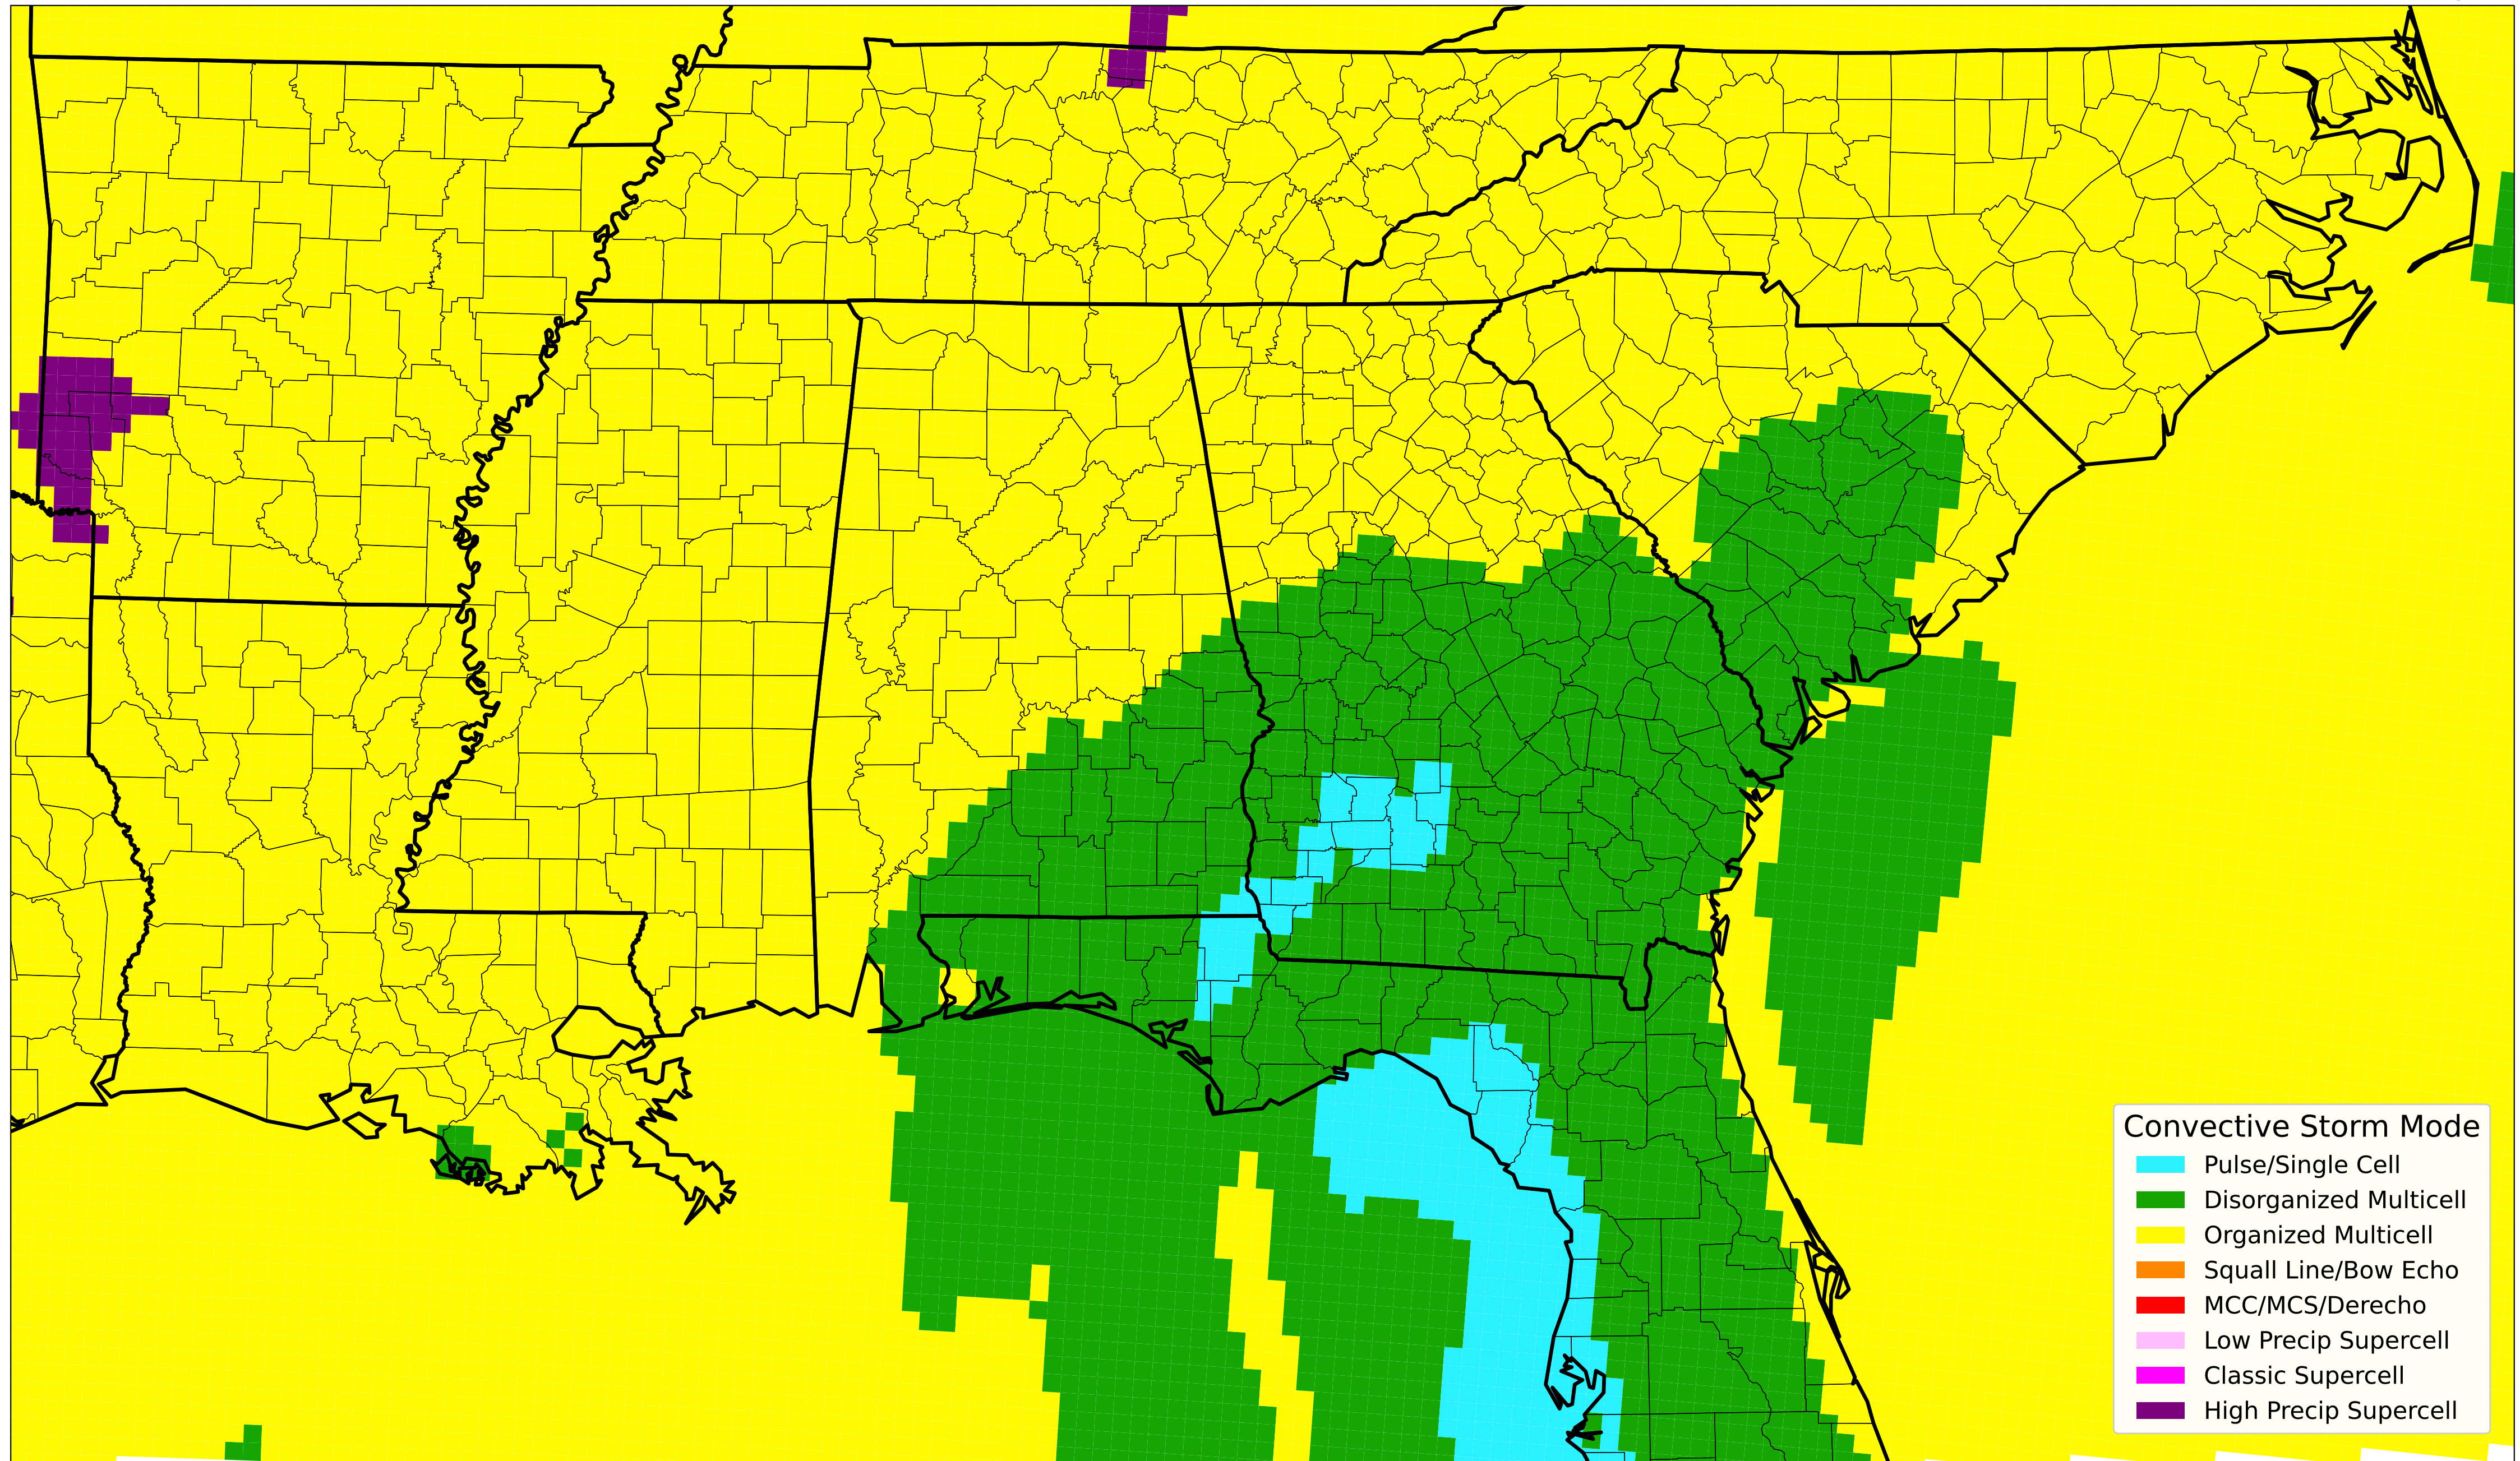 Convective Storm Mode
Pulse/Single Cell
Disorganized Multicell
Organized Multicell
Squall Line/Bow Echo
MCC/MCS/Derecho
Low Precip Supercell
Classic Supercell
High Precip Supercell